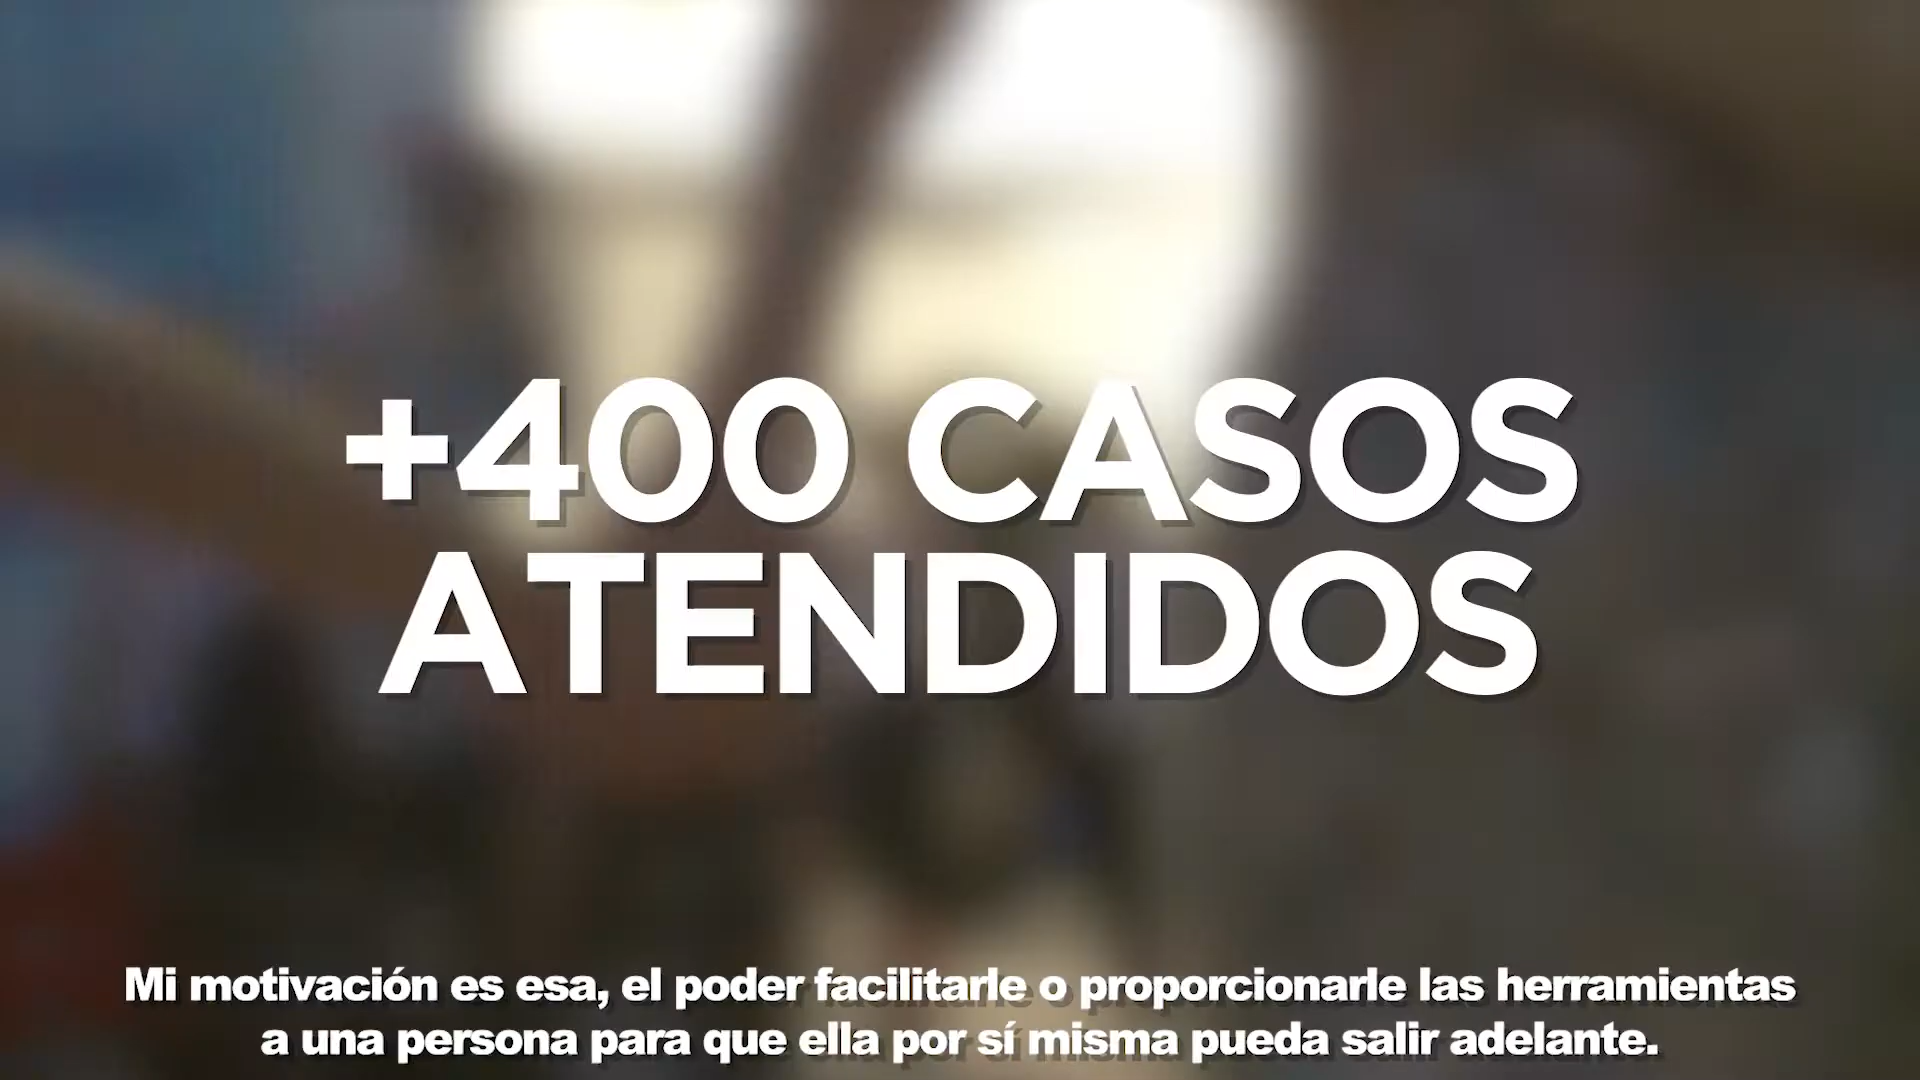 +400 CASOS
ATENDIDOS
Mi motivación es esa, el poder facilitarle o proporcionarle las herramientas
a una persona para que ella por sí misma pueda salir adelante.